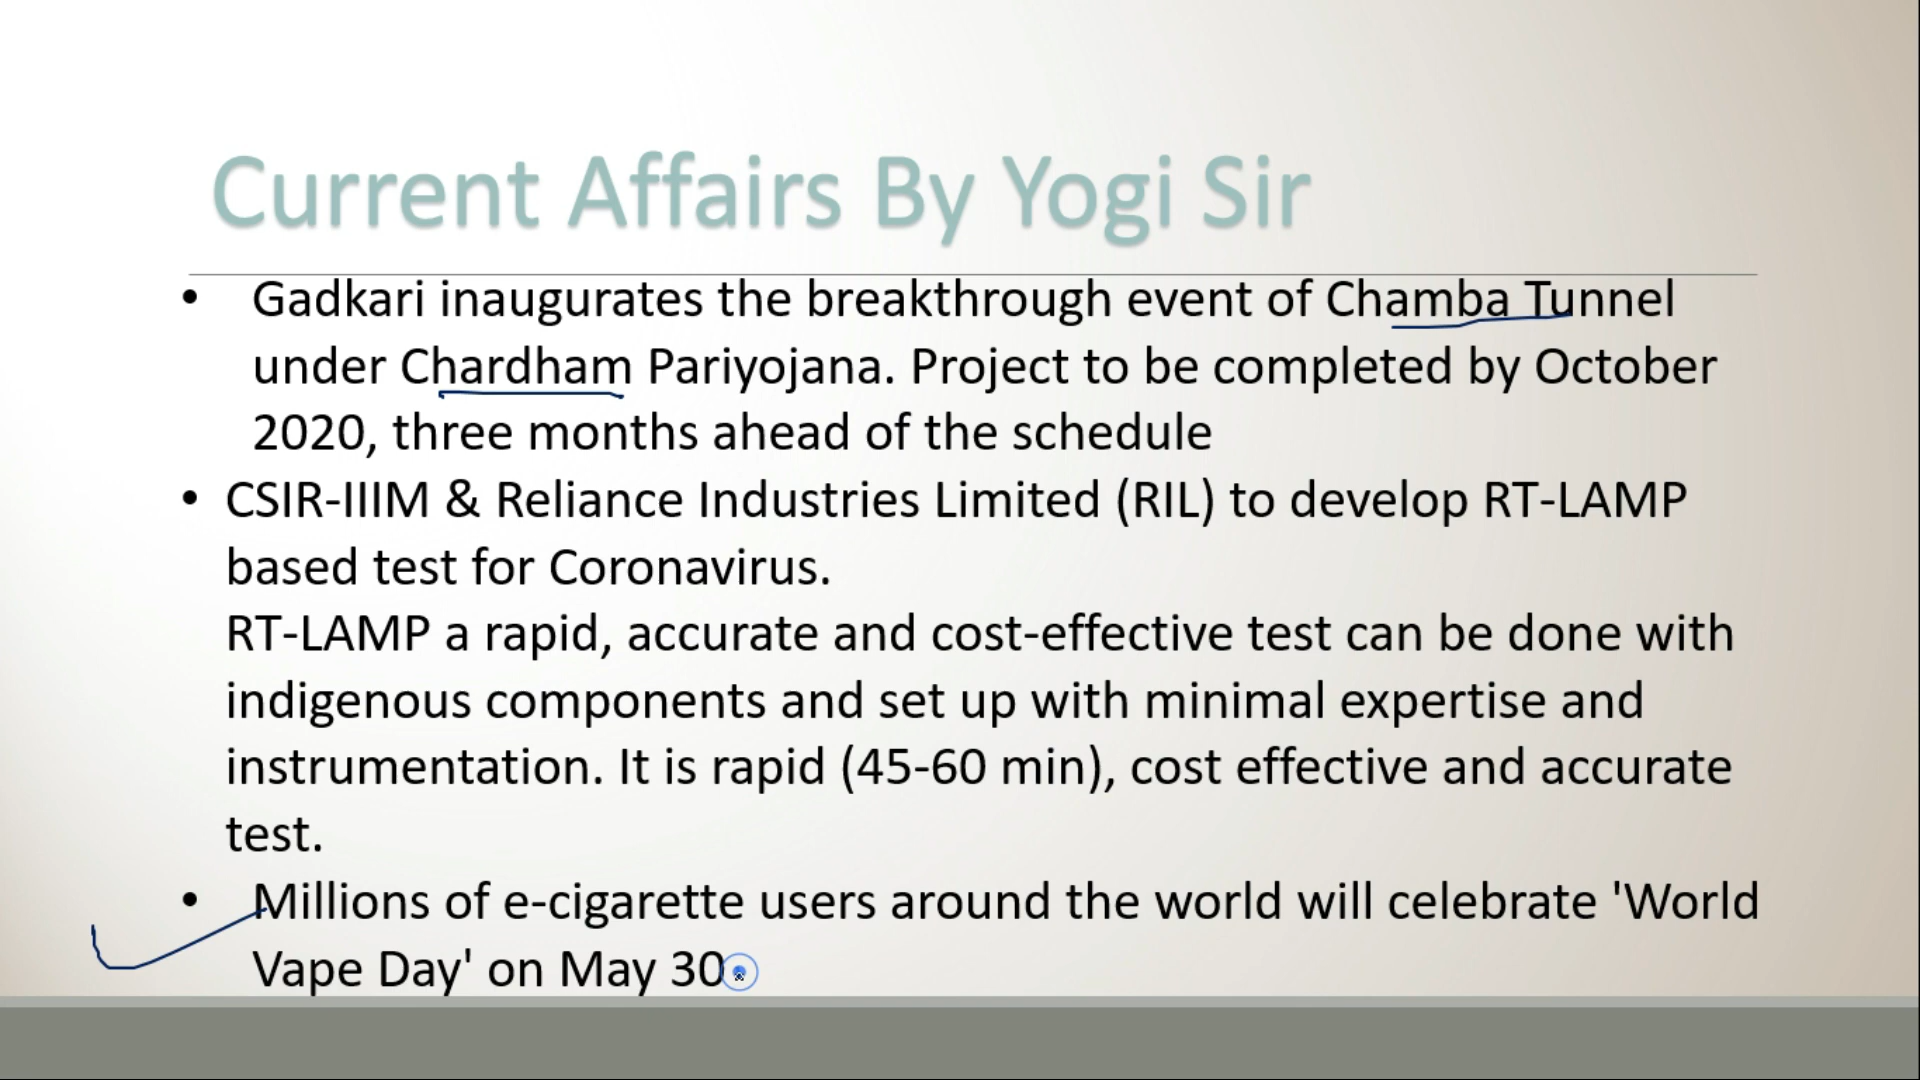 Current Affairs By Yogi Sir
• Gadkari inaugurates the breakthrough event of Chamba Tunnel
under Chardham Pariyojana. Project to be completed by October
2020, three months ahead of the schedule
• CSIR-IIIM & Reliance Industries Limited (RIL) to develop RT-LAMP
based test for Coronavirus.
RT-LAMP a rapid, accurate and cost-effective test can be done with
indigenous components and set up with minimal expertise and
instrumentation. It is rapid (45-60 min), cost effective and accurate
test.
• Millions of e-cigarette users around the world will celebrate 'World
Vape Day' on May 30